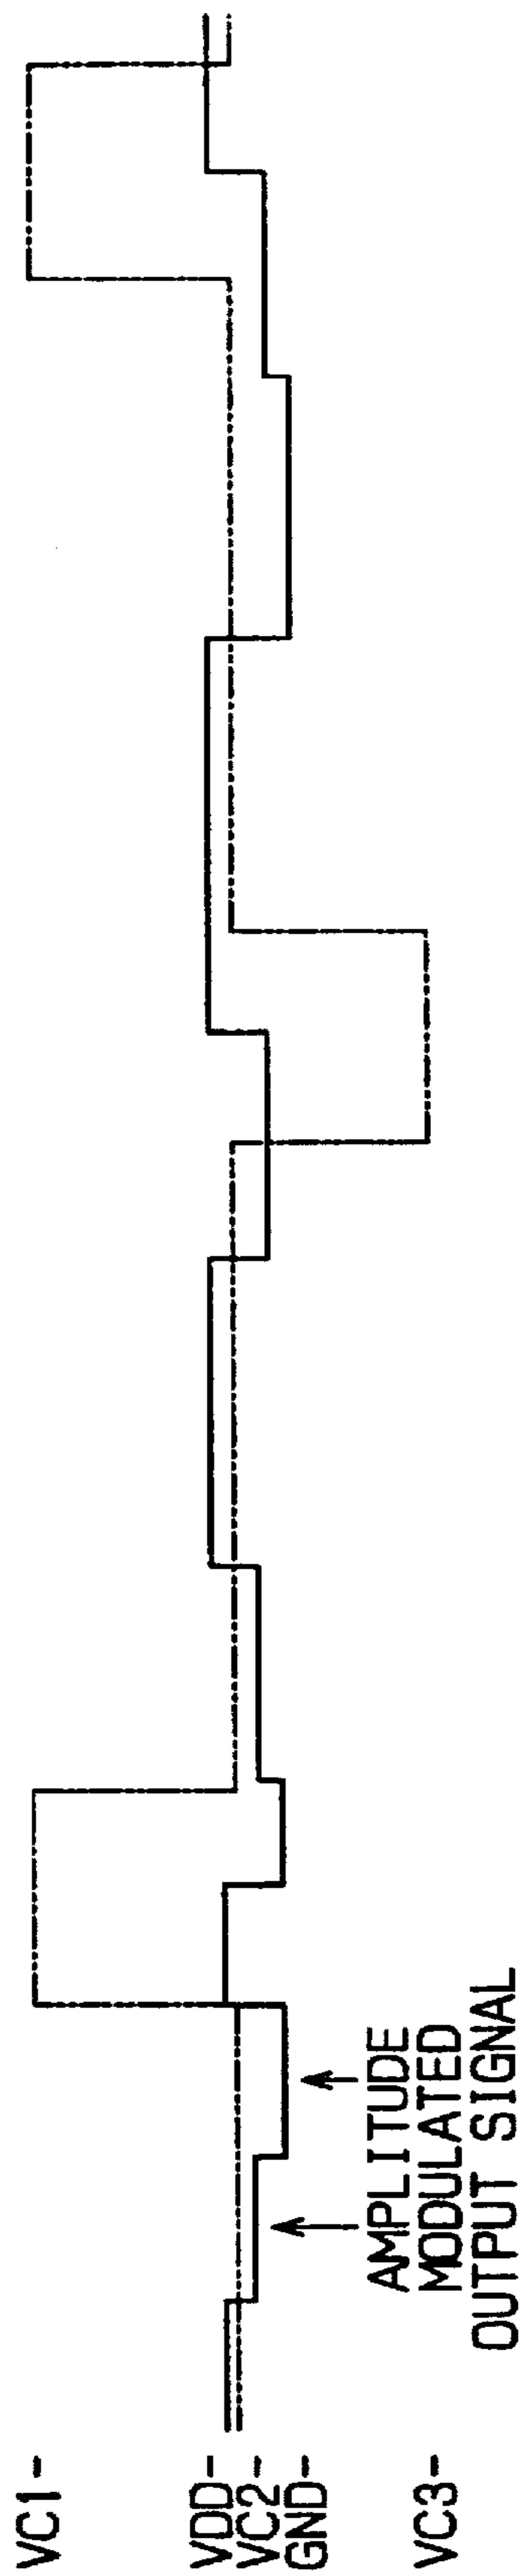 VC1-
VDD-
VC2-
GND-
VC3-
AMPLITUDE
MODULATED
OUTPUT SIGNAL